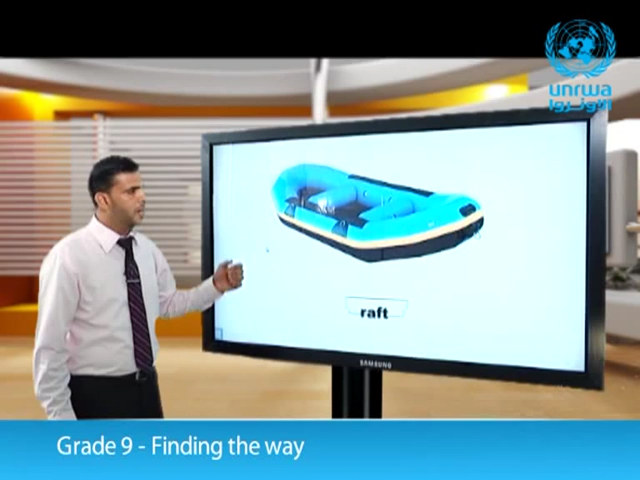 unrwa
الأونروا
raft
SAMSUNG
Grade 9 - Finding the way